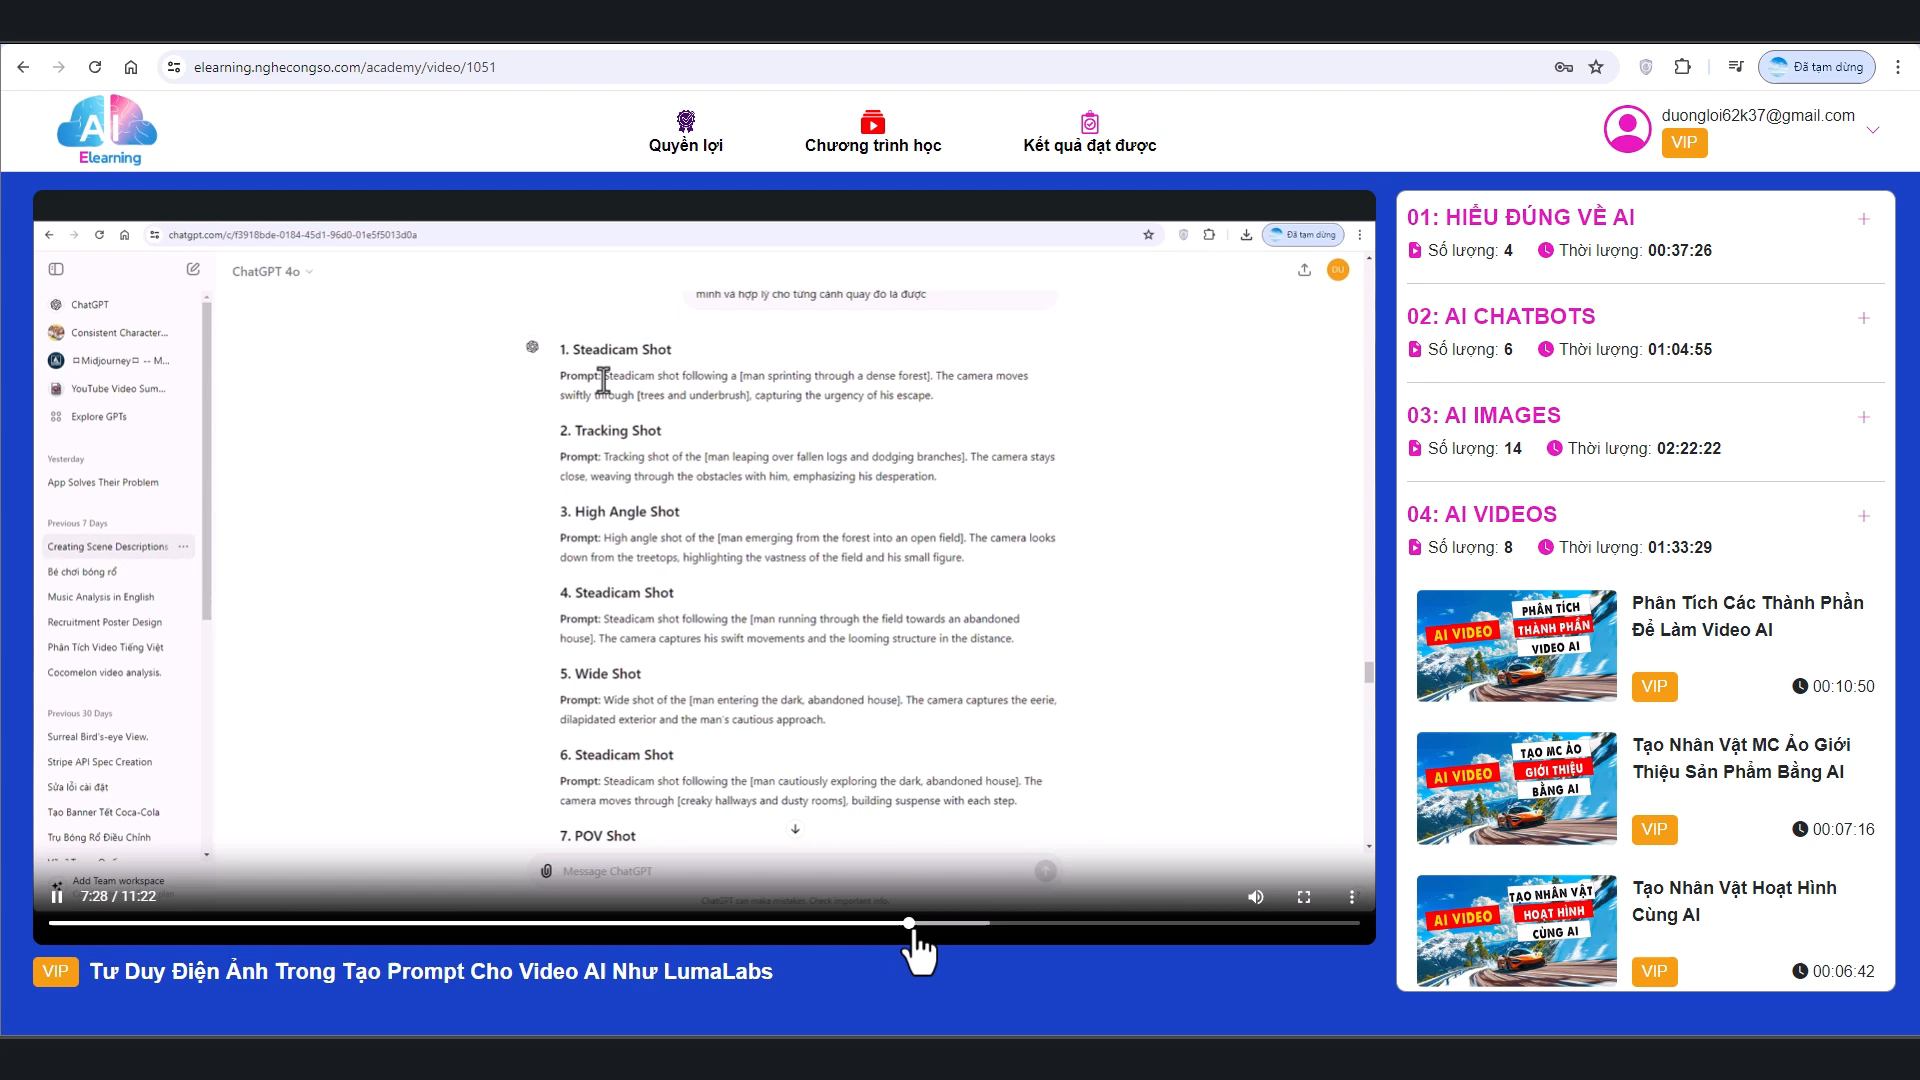 elearning.nghecongso.com/academy/video/1051
Đã tạm dừng
AI
Elearning
Quyền lợi
Chương trình học
Kết quả đạt được
duongloi62k37@gmail.com
VIP
chatgpt.com/c/f3918bde-0184-45d1-96d0-01e5f5013d0a
Đã tạm dừng
ChatGPT 4o
DU
ChatGPT
Consistent Character...
Midjourney -- M...
YouTube Video Sum...
Explore GPTs
Yesterday
App Solves Their Problem
Previous 7 Days
Creating Scene Descriptions
Bé chơi bóng rổ
Music Analysis in English
Recruitment Poster Design
Phân Tích Video Tiếng Việt
Cocomelon video analysis.
Previous 30 Days
Surreal Bird's-eye View.
Stripe API Spec Creation
Sửa lỗi cài đặt
Tạo Banner Tết Coca-Cola
Trụ Bóng Rổ Điều Chỉnh
Add Team workspace
minh và hợp lý cho từng cảnh quay đó là được
1. Steadicam Shot
Prompt: Steadicam shot following a [man sprinting through a dense forest]. The camera moves
swiftly through [trees and underbrush], capturing the urgency of his escape.
2. Tracking Shot
Prompt: Tracking shot of the [man leaping over fallen logs and dodging branches]. The camera stays
close, weaving through the obstacles with him, emphasizing his desperation.
3. High Angle Shot
Prompt: High angle shot of the [man emerging from the forest into an open field]. The camera looks
down from the treetops, highlighting the vastness of the field and his small figure.
4. Steadicam Shot
Prompt: Steadicam shot following the [man running through the field towards an abandoned
house]. The camera captures his swift movements and the looming structure in the distance.
5. Wide Shot
Prompt: Wide shot of the [man entering the dark, abandoned house]. The camera captures the eerie,
dilapidated exterior and the man's cautious approach.
6. Steadicam Shot
Prompt: Steadicam shot following the [man cautiously exploring the dark, abandoned house]. The
camera moves through [creaky hallways and dusty rooms], building suspense with each step.
7. POV Shot
Message ChatGPT
ChatGPT can make mistakes. Check important info.
7:28 / 11:22
VIP
Tư Duy Điện Ảnh Trong Tạo Prompt Cho Video AI Như LumaLabs
01: HIỂU ĐÚNG VỀ AI
Số lượng: 4 Thời lượng: 00:37:26
02: AI CHATBOTS
Số lượng: 6 Thời lượng: 01:04:55
03: AI IMAGES
Số lượng: 14 Thời lượng: 02:22:22
04: AI VIDEOS
Số lượng: 8 Thời lượng: 01:33:29
AI VIDEO
PHÂN TÍCH
THÀNH PHẦN
VIDEO AI
Phân Tích Các Thành Phần
Để Làm Video AI
VIP
00:10:50
AI VIDEO
TẠO MC ẢO
GIỚI THIỆU
BẰNG AI
Tạo Nhân Vật MC Ảo Giới
Thiệu Sản Phẩm Bằng AI
VIP
00:07:16
AI VIDEO
TẠO NHÂN VẬT
HOẠT HÌNH
CÙNG AI
Tạo Nhân Vật Hoạt Hình
Cùng AI
VIP
00:06:42